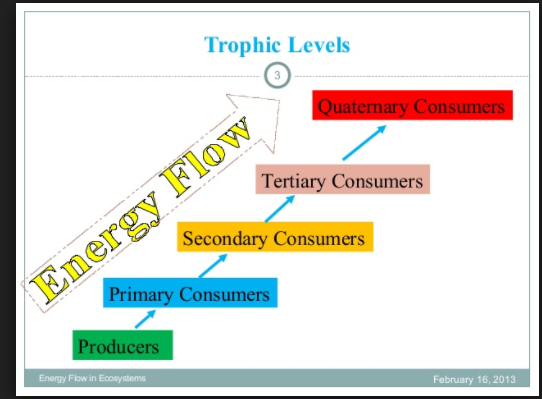 Trophic Levels
3
Quaternary Consumers
Tertiary Consumers
Secondary Consumers
Primary Consumers
Producers
Energy Flow
Energy Flow in Ecosystems
February 16, 2013